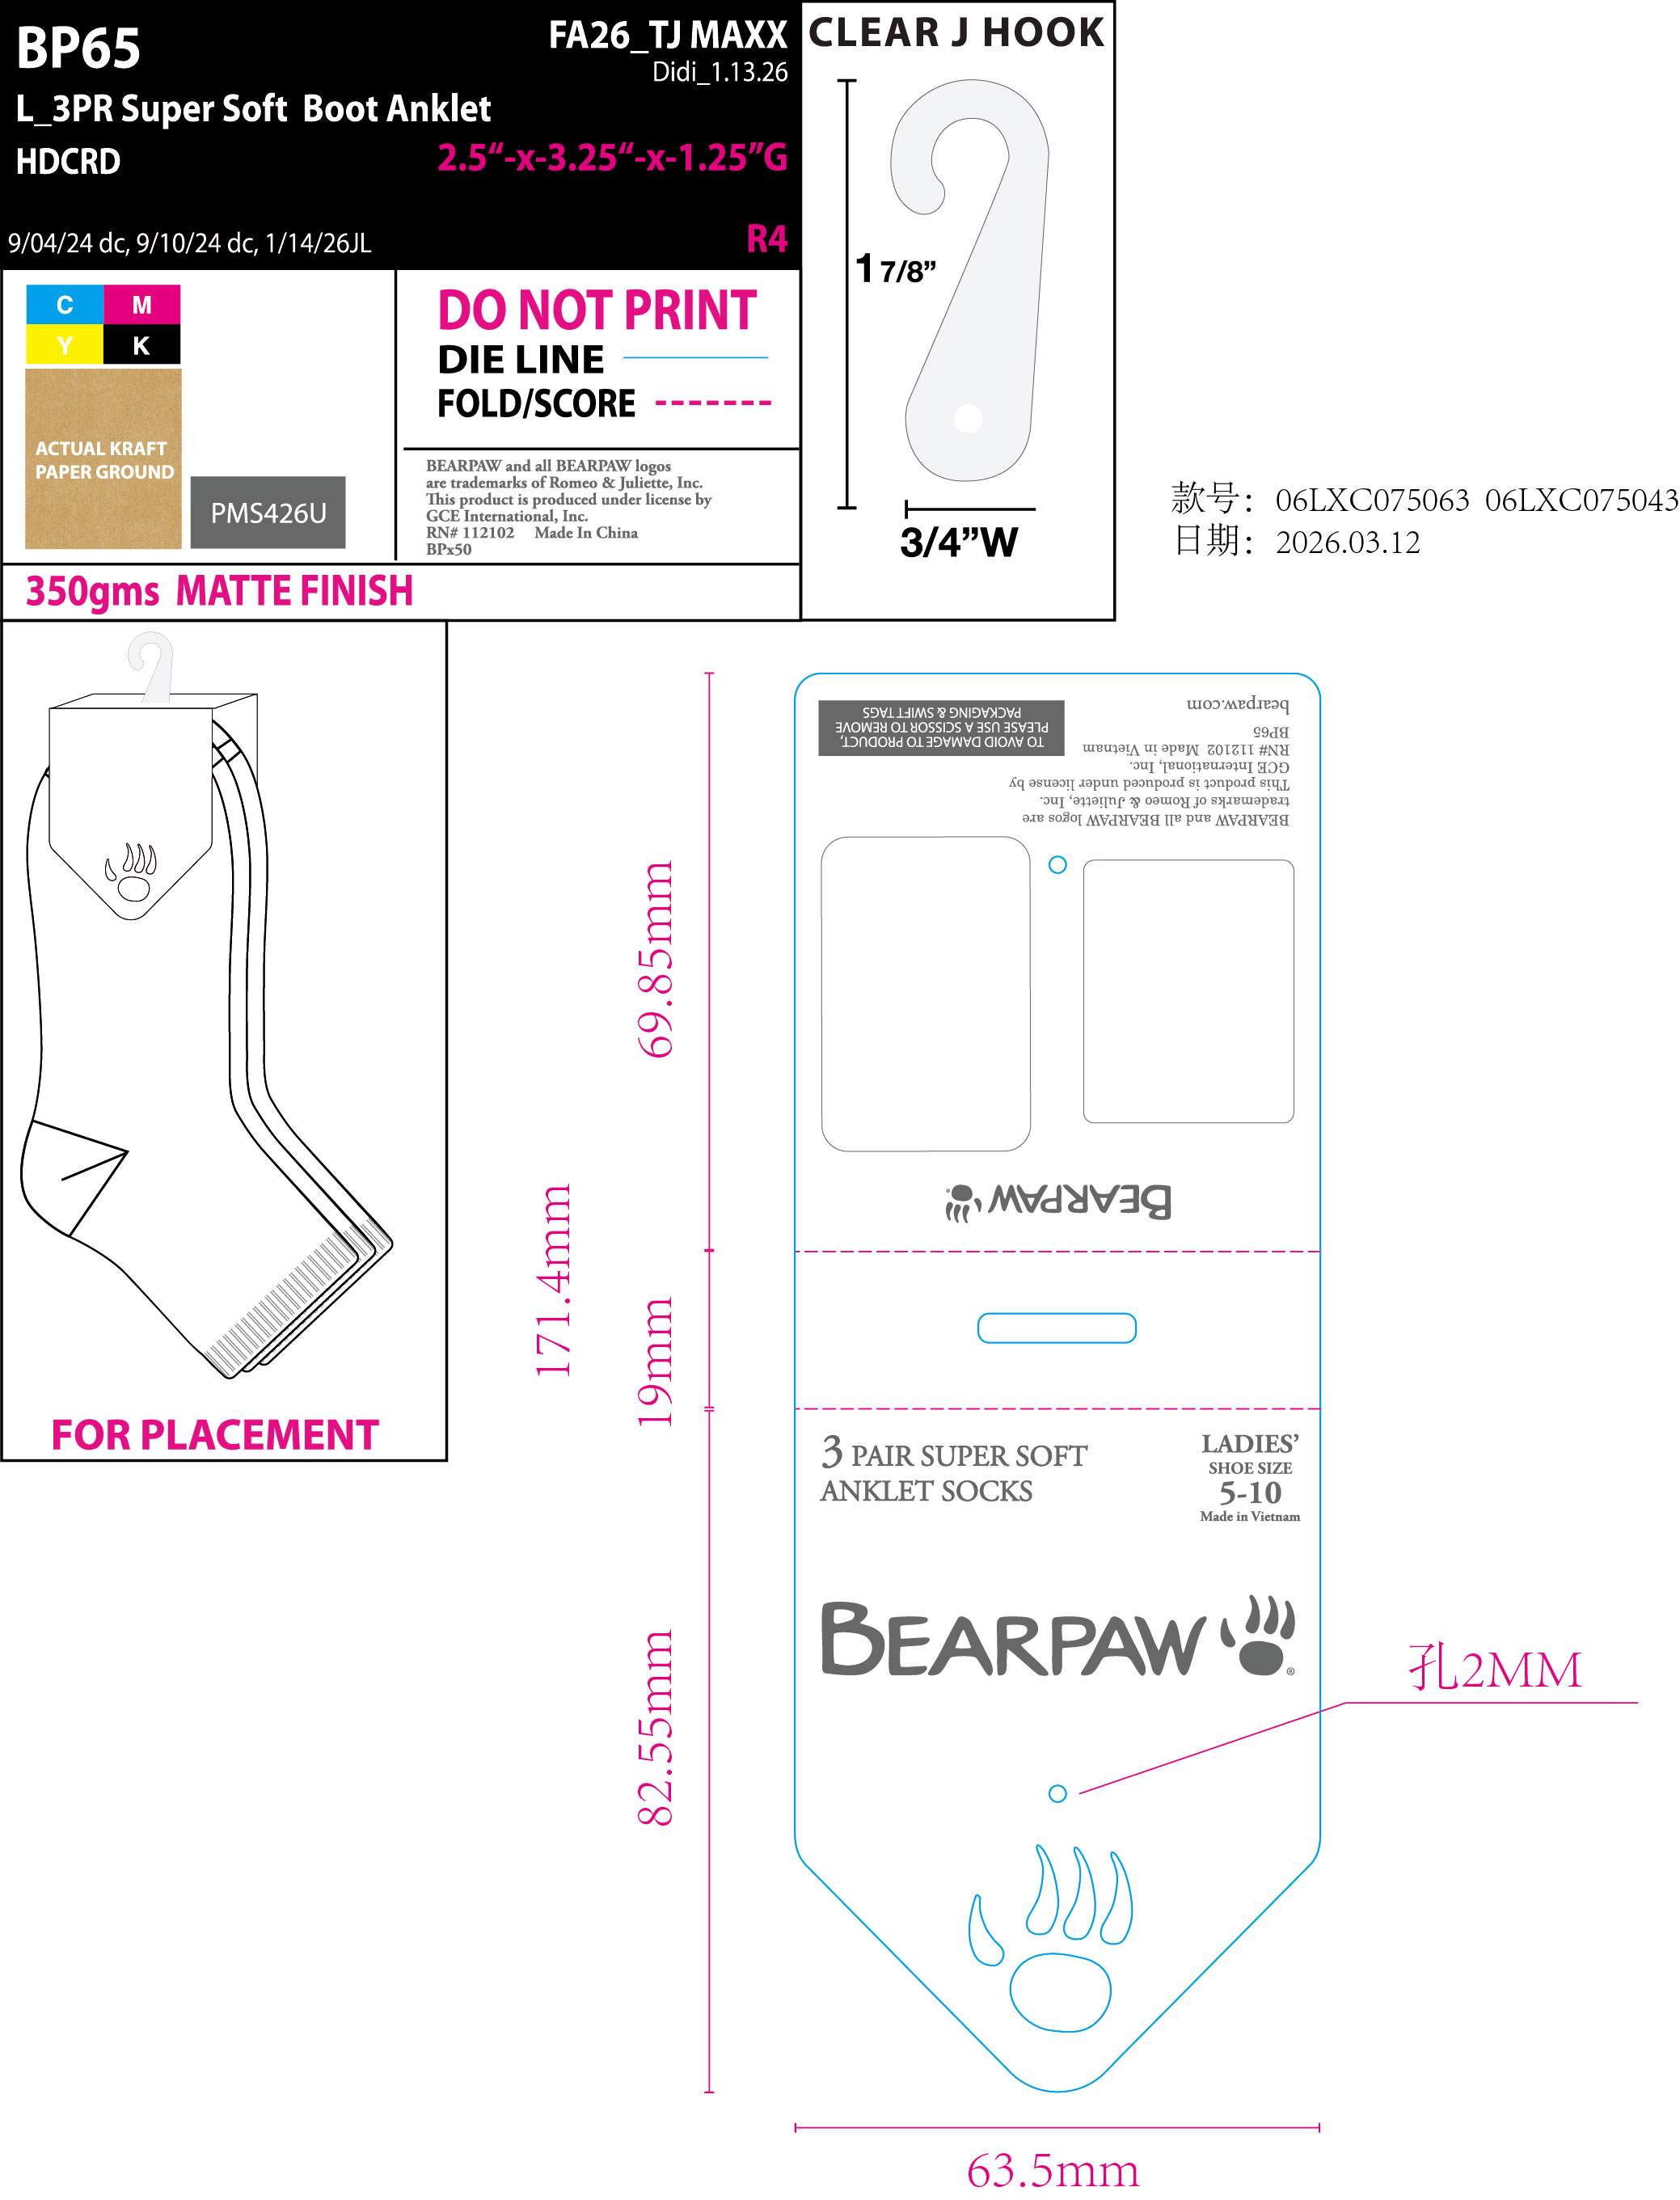 BP65
FA26_TJ MAXX
Didi_1.13.26
L_3PR Super Soft  Boot Anklet
HDCRD
2.5“-x-3.25“-x-1.25”G
9/04/24 dc, 9/10/24 dc, 1/14/26JL
R4
CLEAR J HOOK
1 7/8”
3/4”W
C
M
Y
K
ACTUAL KRAFT
PAPER GROUND
PMS426U
DO NOT PRINT
DIE LINE
FOLD/SCORE
BEARPAW and all BEARPAW logos
are trademarks of Romeo & Juliette, Inc.
This product is produced under license by
GCE International, Inc.
RN# 112102    Made In China
BPx50
350gms  MATTE FINISH
款号： 06LXC075063  06LXC075043
日期： 2026.03.12
FOR PLACEMENT
BEARPAW and all BEARPAW logos are
trademarks of Romeo & Juliette, Inc.
This product is produced under license by
GCE International, Inc.
RN# 112102  Made in Vietnam
BP65
bearpaw.com
TO AVOID DAMAGE TO PRODUCT,
PLEASE USE A SCISSOR TO REMOVE
PACKAGING & SWIFT TAGS
BEARPAW ®
69.85mm
171.4mm
19mm
82.55mm
3 PAIR SUPER SOFT
ANKLET SOCKS
LADIES’
SHOE SIZE
5-10
Made in Vietnam
BEARPAW ®
孔2MM
63.5mm